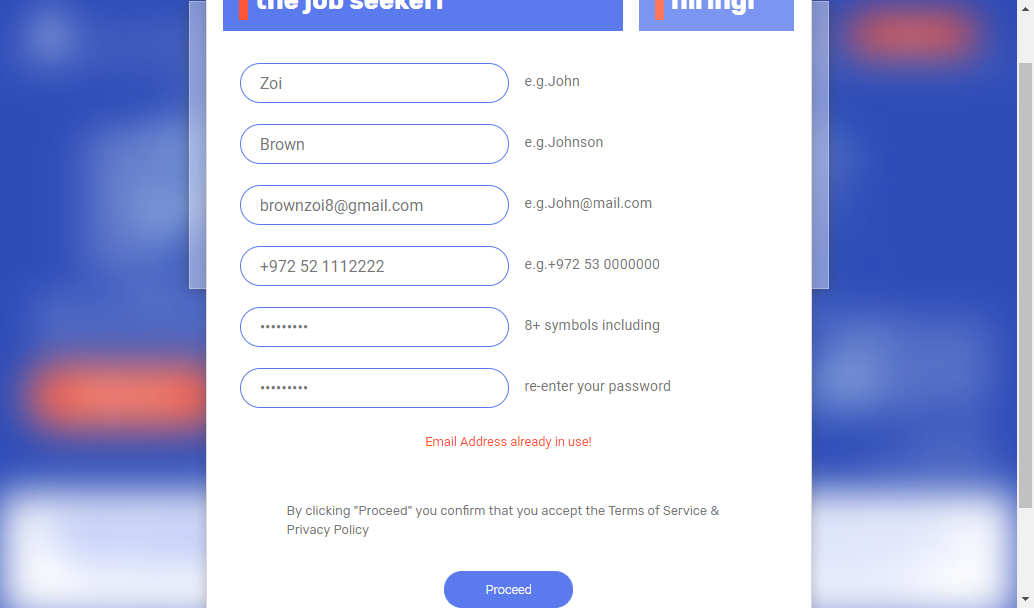 the job seeker!
hiring!
Zoi
e.g.John
Brown
e.g.Johnson
brownzoi8@gmail.com
e.g.John@mail.com
+972 52 1112222
e.g.+972 53 0000000
•••••••••
8+ symbols including
•••••••••
re-enter your password
Email Address already in use!
By clicking "Proceed" you confirm that you accept the Terms of Service &
Privacy Policy
Proceed